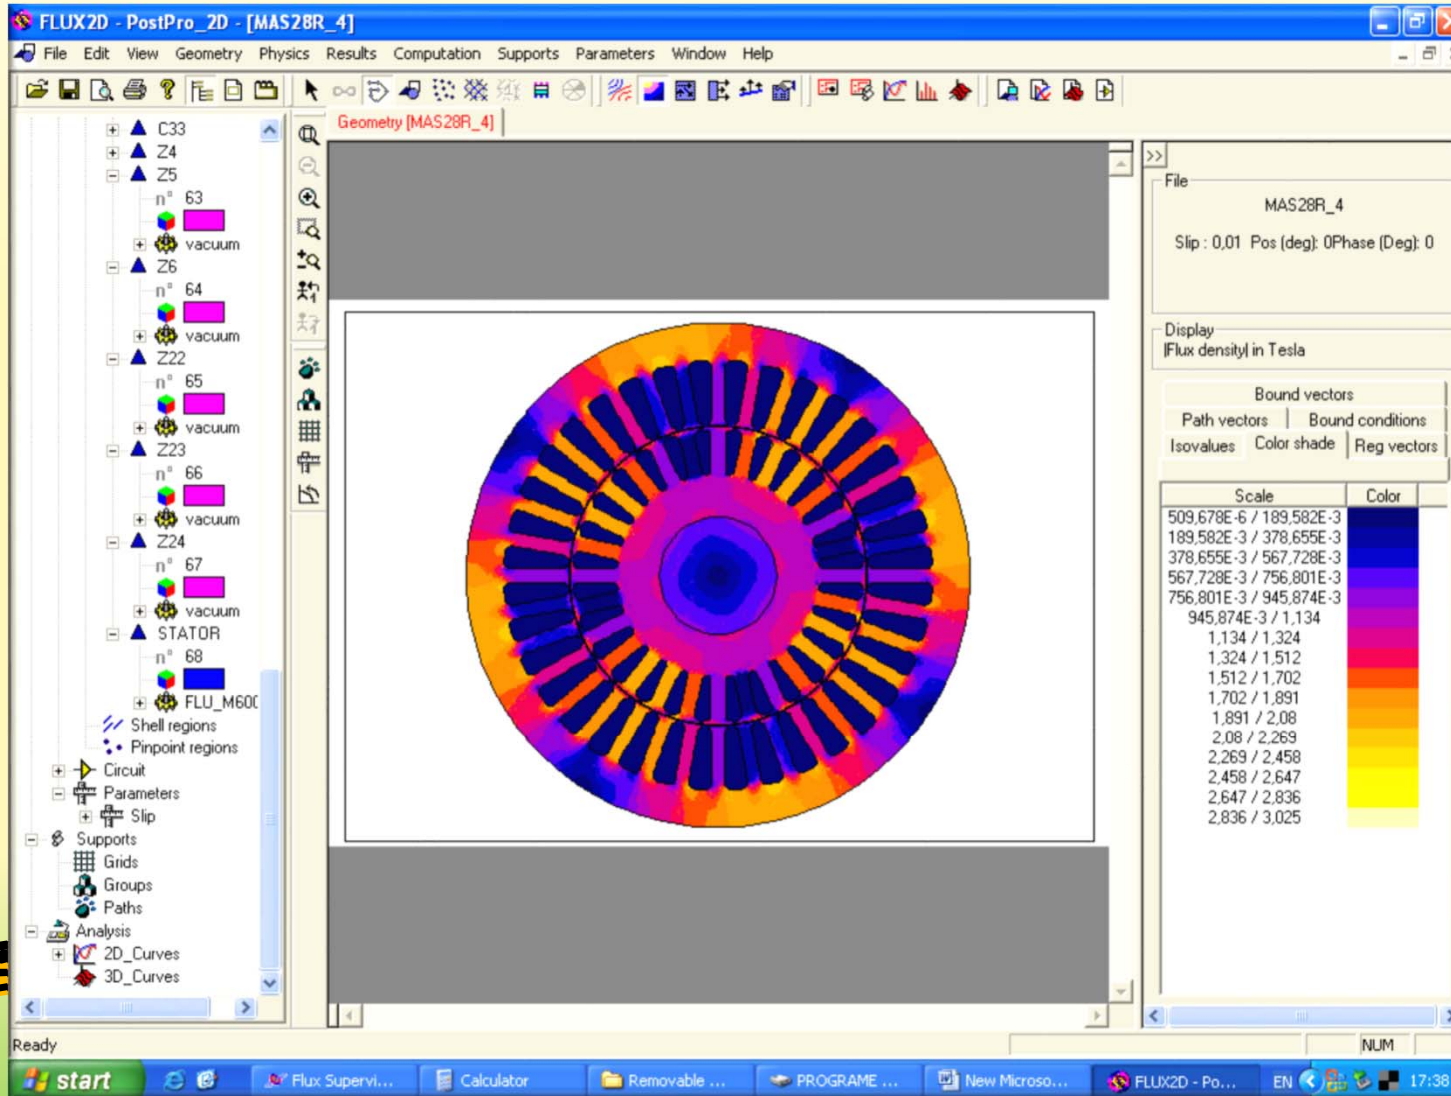 FLUX2D - PostPro_2D - [MAS28R_4]
File Edit View Geometry Physics Results Computation Supports Parameters Window Help
Geometry [MAS28R_4]
C33
Z4
Z5
n° 63
vacuum
Z6
n° 64
vacuum
Z22
n° 65
vacuum
Z23
n° 66
vacuum
Z24
n° 67
vacuum
STATOR
n° 68
FLU_M600
Shell regions
Pinpoint regions
Circuit
Parameters
Slip
Supports
Grids
Groups
Paths
Analysis
2D_Curves
3D_Curves
>>
File
MAS28R_4
Slip : 0,01 Pos (deg): 0Phase (Deg): 0
Display
|Flux density| in Tesla
Bound vectors
Path vectors Bound conditions
Isovalues Color shade Reg vectors
Scale Color
509,678E-6 / 189,582E-3
189,582E-3 / 378,655E-3
378,655E-3 / 567,728E-3
567,728E-3 / 756,801E-3
756,801E-3 / 945,874E-3
945,874E-3 / 1,134
1,134 / 1,324
1,324 / 1,512
1,512 / 1,702
1,702 / 1,891
1,891 / 2,08
2,08 / 2,269
2,269 / 2,458
2,458 / 2,647
2,647 / 2,836
2,836 / 3,025
Ready
NUM
start Flux Supervi... Calculator Removable ... PROGRAME ... New Microso... FLUX2D - Po... EN 17:38